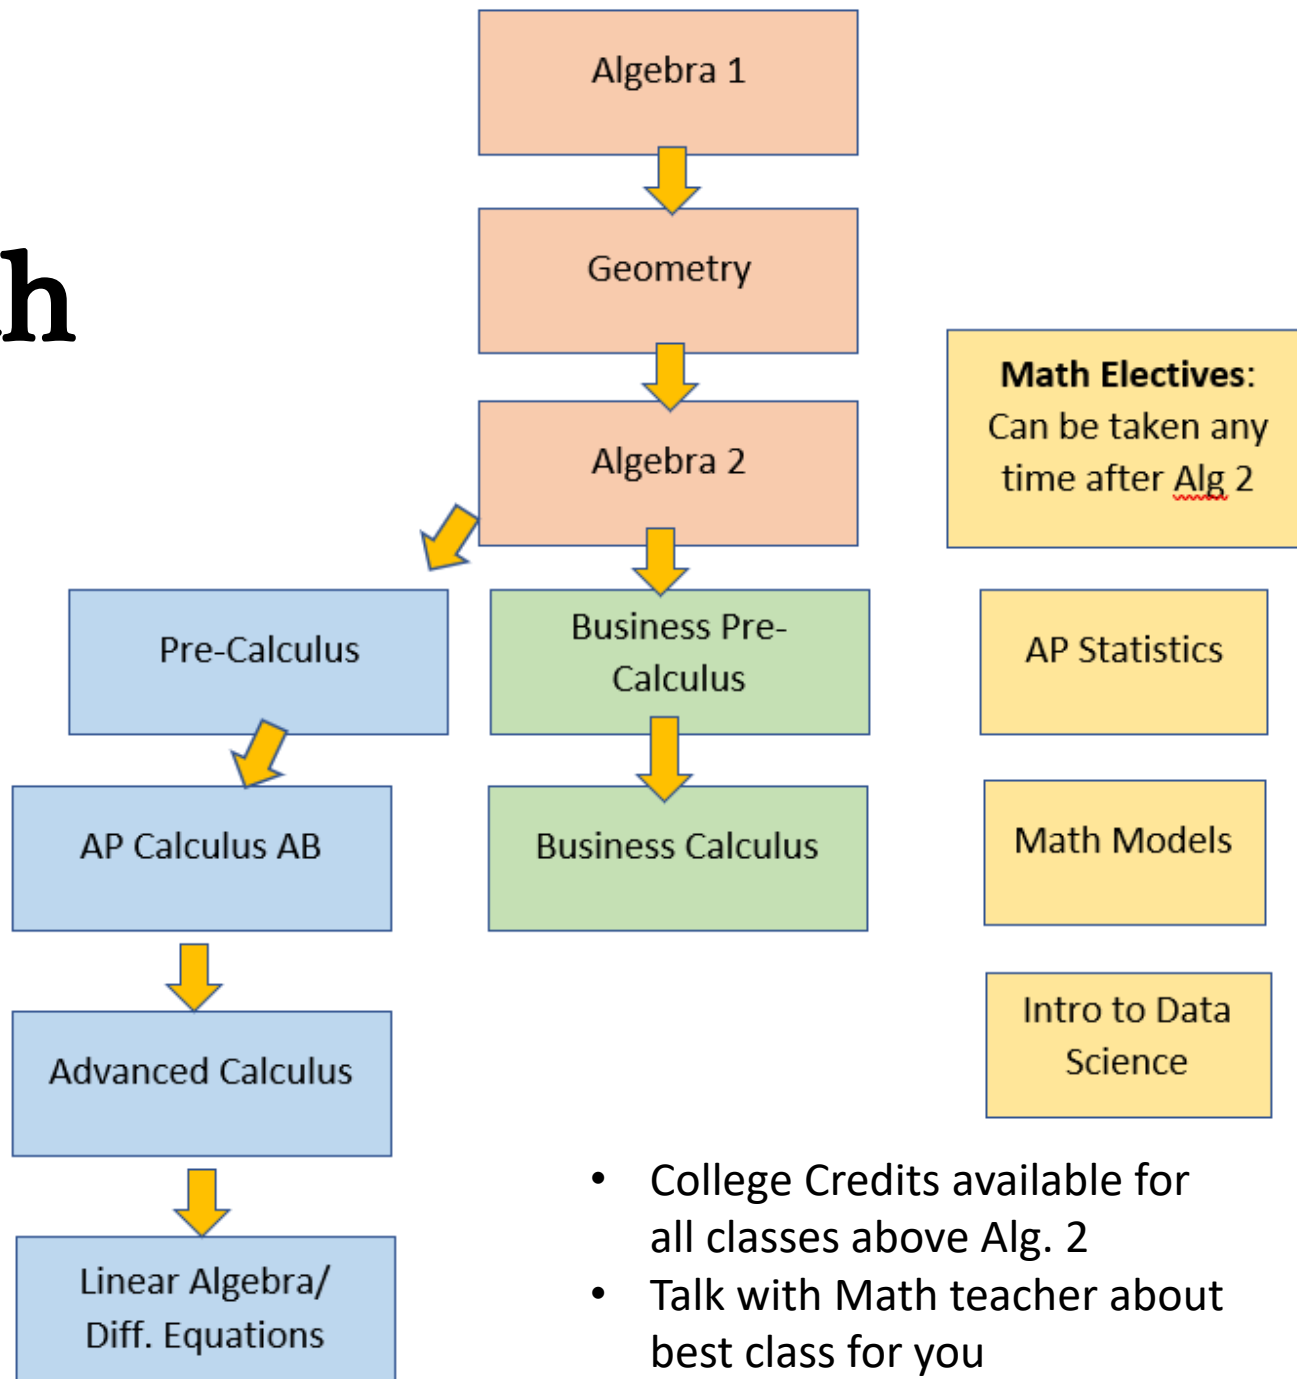 Algebra 1
Geometry
Algebra 2
Math Electives:
Can be taken any
time after Alg 2
Pre-Calculus
Business Pre-
Calculus
AP Statistics
AP Calculus AB
Business Calculus
Math Models
Intro to Data
Science
Advanced Calculus
Linear Algebra/
Diff. Equations
• College Credits available for
all classes above Alg. 2
• Talk with Math teacher about
best class for you